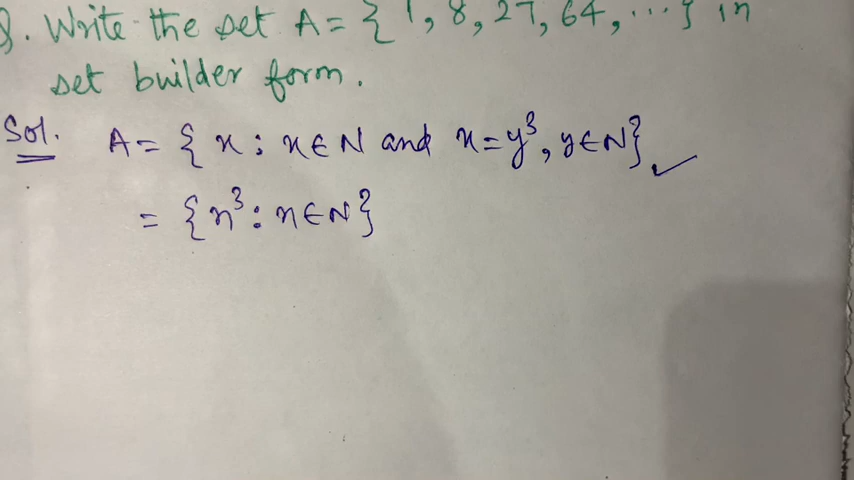 Q. Write the set A = { 1, 8, 27, 64, ... } in
set builder form.
Sol. A = { x : x ∈ N and x = y³, y ∈ N } ✓
= { n³ : n ∈ N }